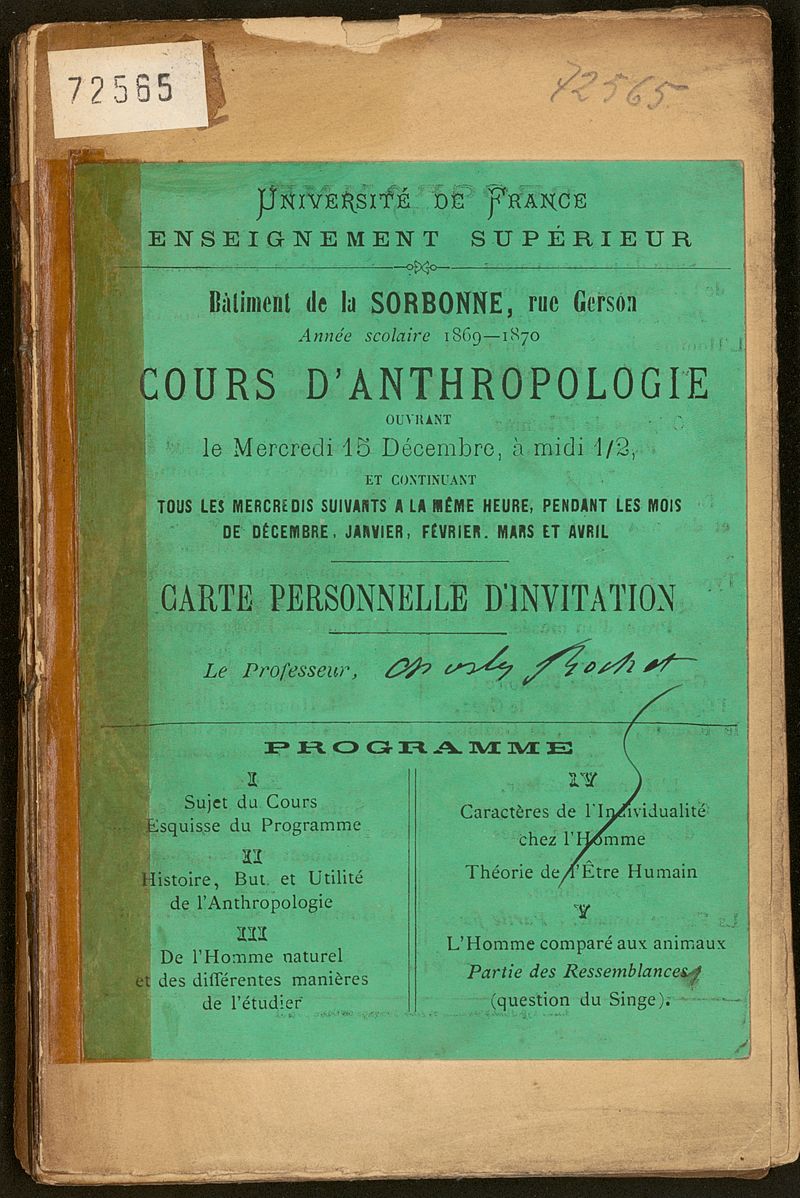 72565
72565
UNIVERSITÉ DE FRANCE
ENSEIGNEMENT SUPÉRIEUR
Bâtiment de la SORBONNE, rue Gerson
Année scolaire 1869—1870
COURS D'ANTHROPOLOGIE
OUVRANT
le Mercredi 15 Décembre, à midi 1/2,
ET CONTINUANT
TOUS LES MERCREDIS SUIVANTS A LA MÊME HEURE, PENDANT LES MOIS
DE DÉCEMBRE, JANVIER, FÉVRIER. MARS ET AVRIL
CARTE PERSONNELLE D'INVITATION
Le Professeur, Charles Rochet
PROGRAMME
I
Sujet du Cours
Esquisse du Programme
II
Histoire, But et Utilité
de l'Anthropologie
III
De l'Homme naturel
et des différentes manières
de l'étudier
IV
Caractères de l'Individualité
chez l'Homme
Théorie de l'Être Humain
V
L'Homme comparé aux animaux
Partie des Ressemblances
(question du Singe).